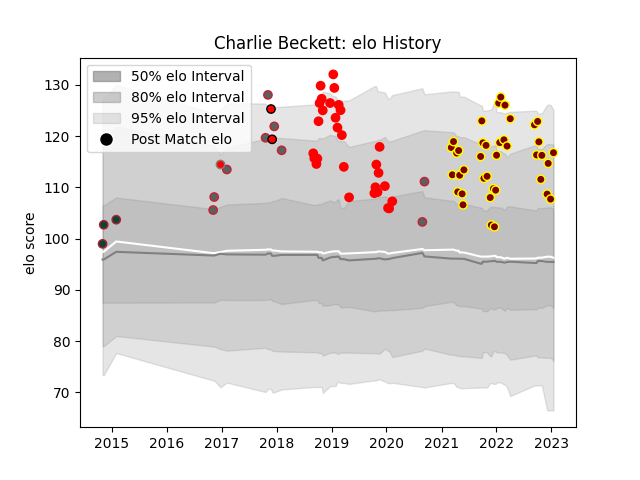 Charlie Beckett: elo History
50% elo Interval
80% elo Interval
95% elo Interval
Post Match elo
elo score
130
120
110
100
90
80
70
2015 2016 2017 2018 2019 2020 2021 2022 2023